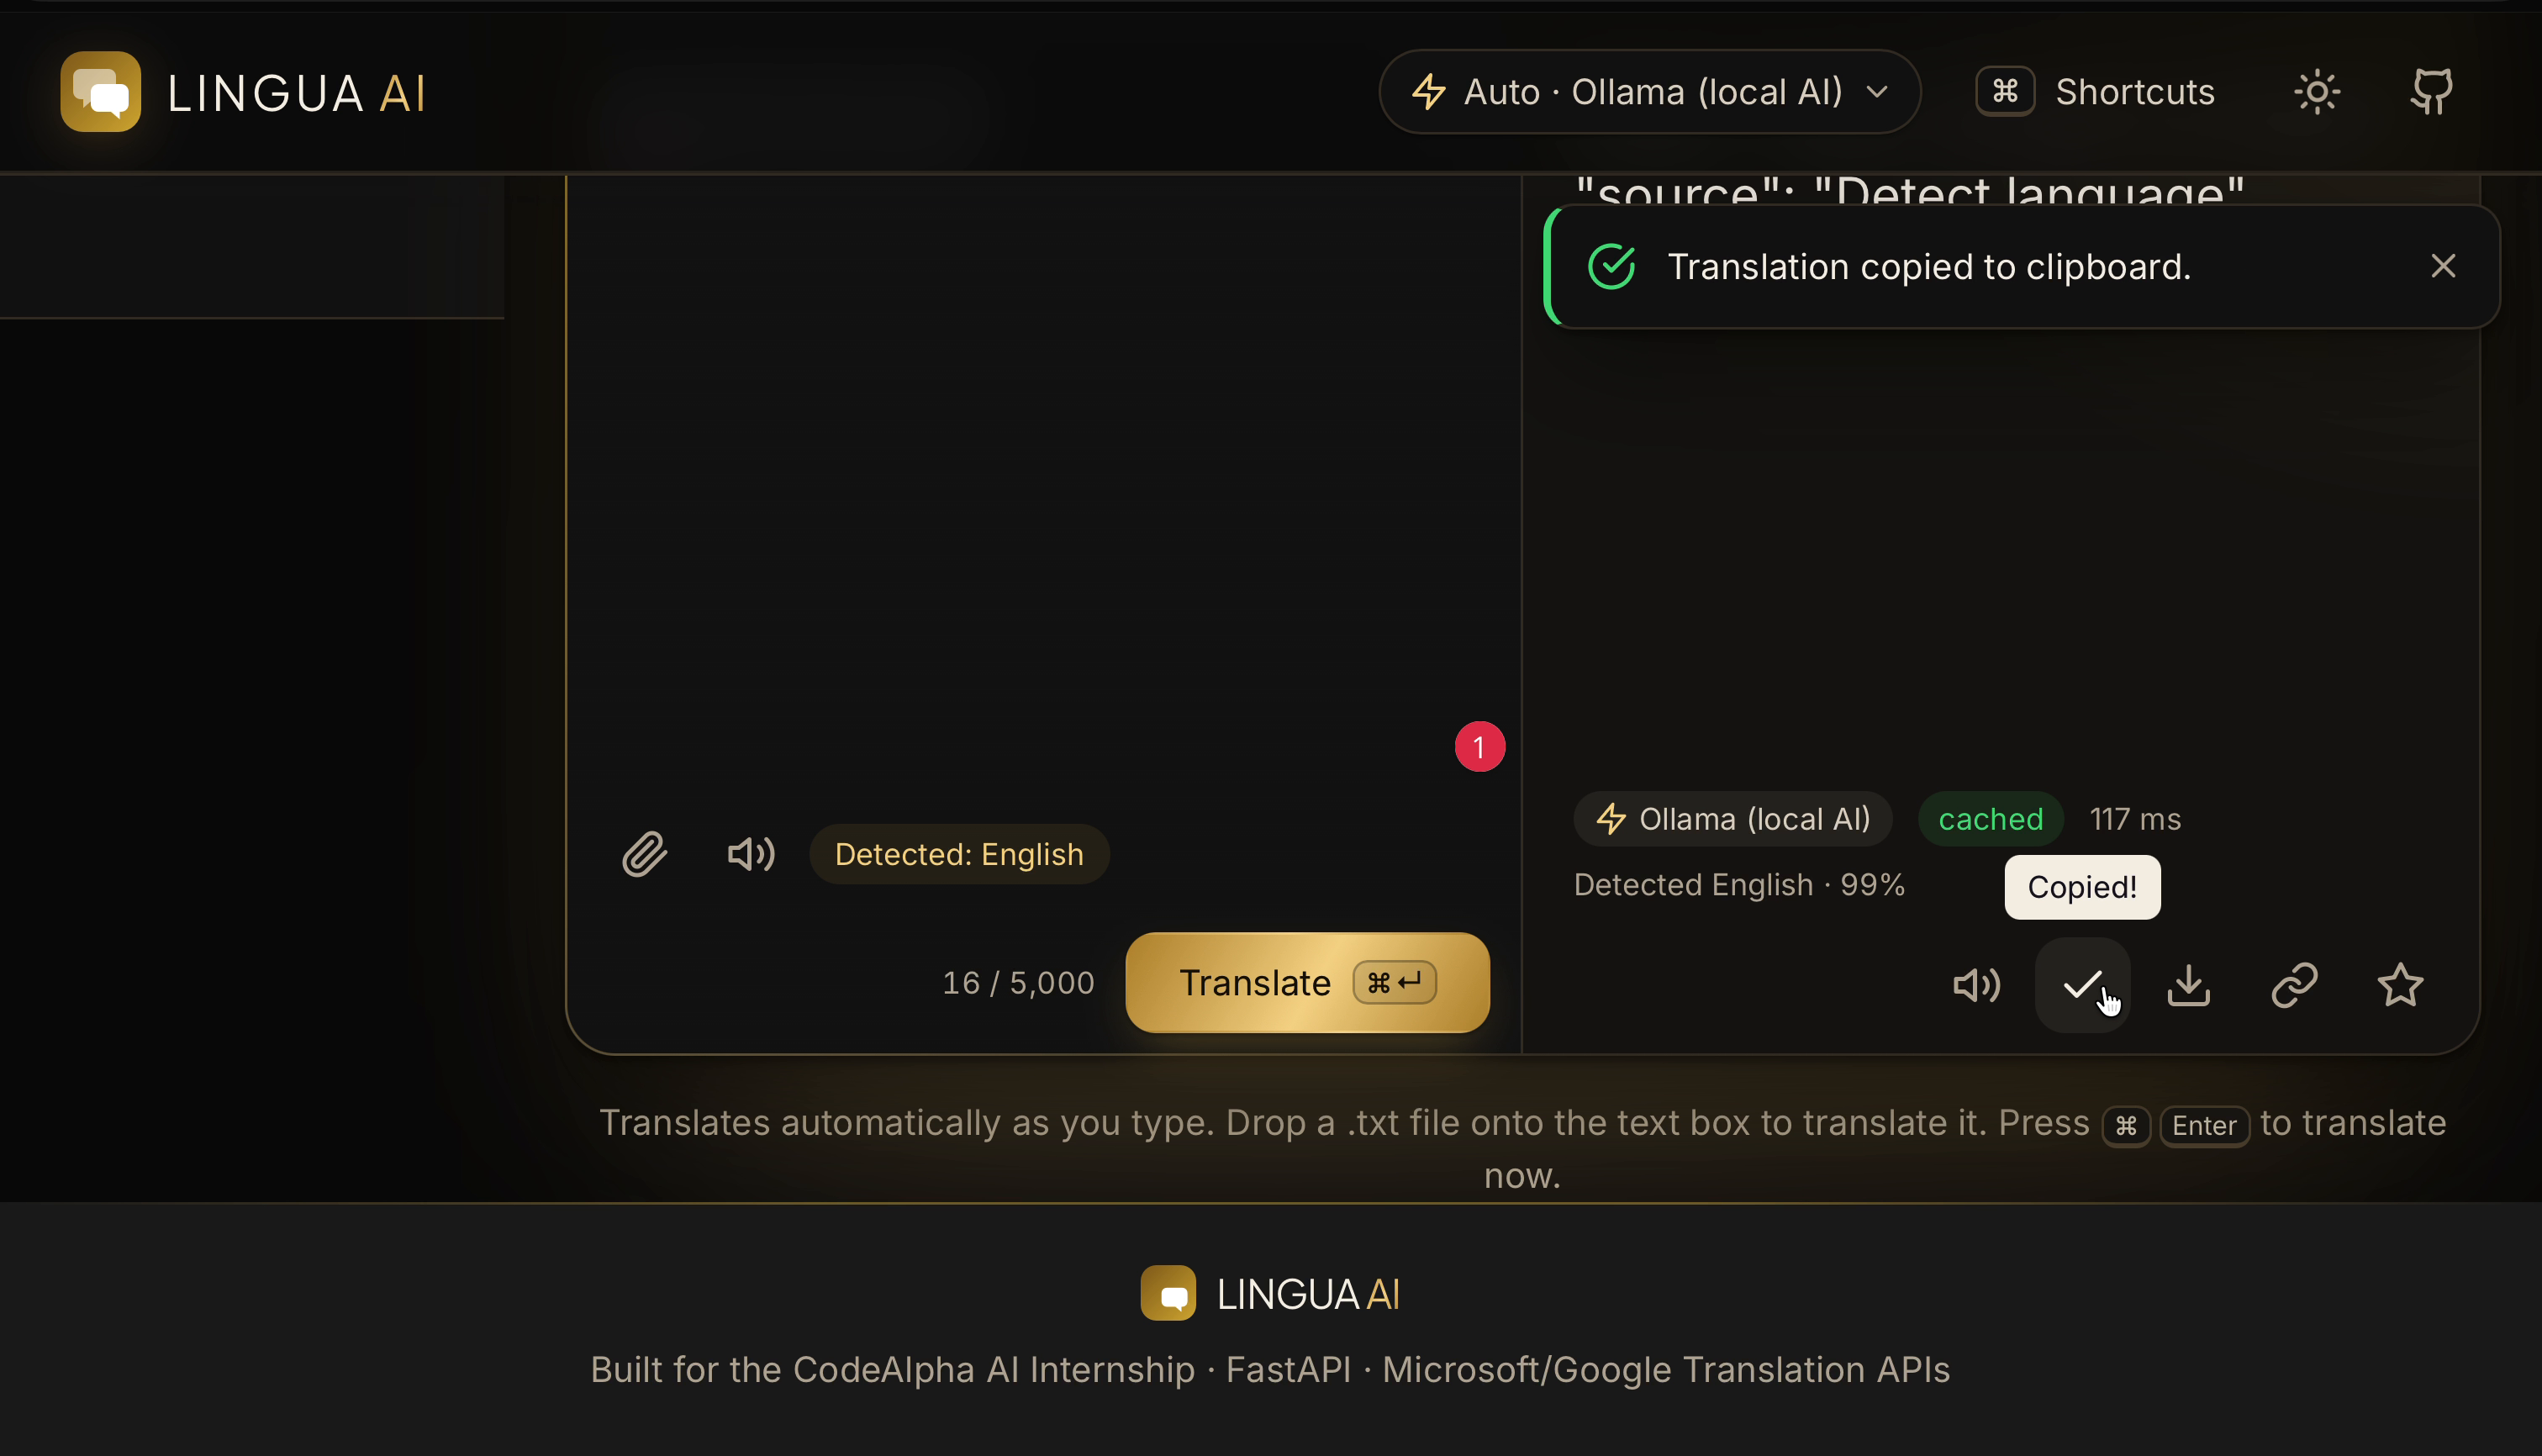 LINGUA AI
Auto · Ollama (local AI)
⌘ Shortcuts
"source": "Detect language"
Translation copied to clipboard.
1
Detected: English
16 / 5,000
Translate ⌘ ↵
Ollama (local AI) cached 117 ms
Detected English · 99%
Copied!
Translates automatically as you type. Drop a .txt file onto the text box to translate it. Press ⌘ Enter to translate
now.
LINGUA AI
Built for the CodeAlpha AI Internship · FastAPI · Microsoft/Google Translation APIs